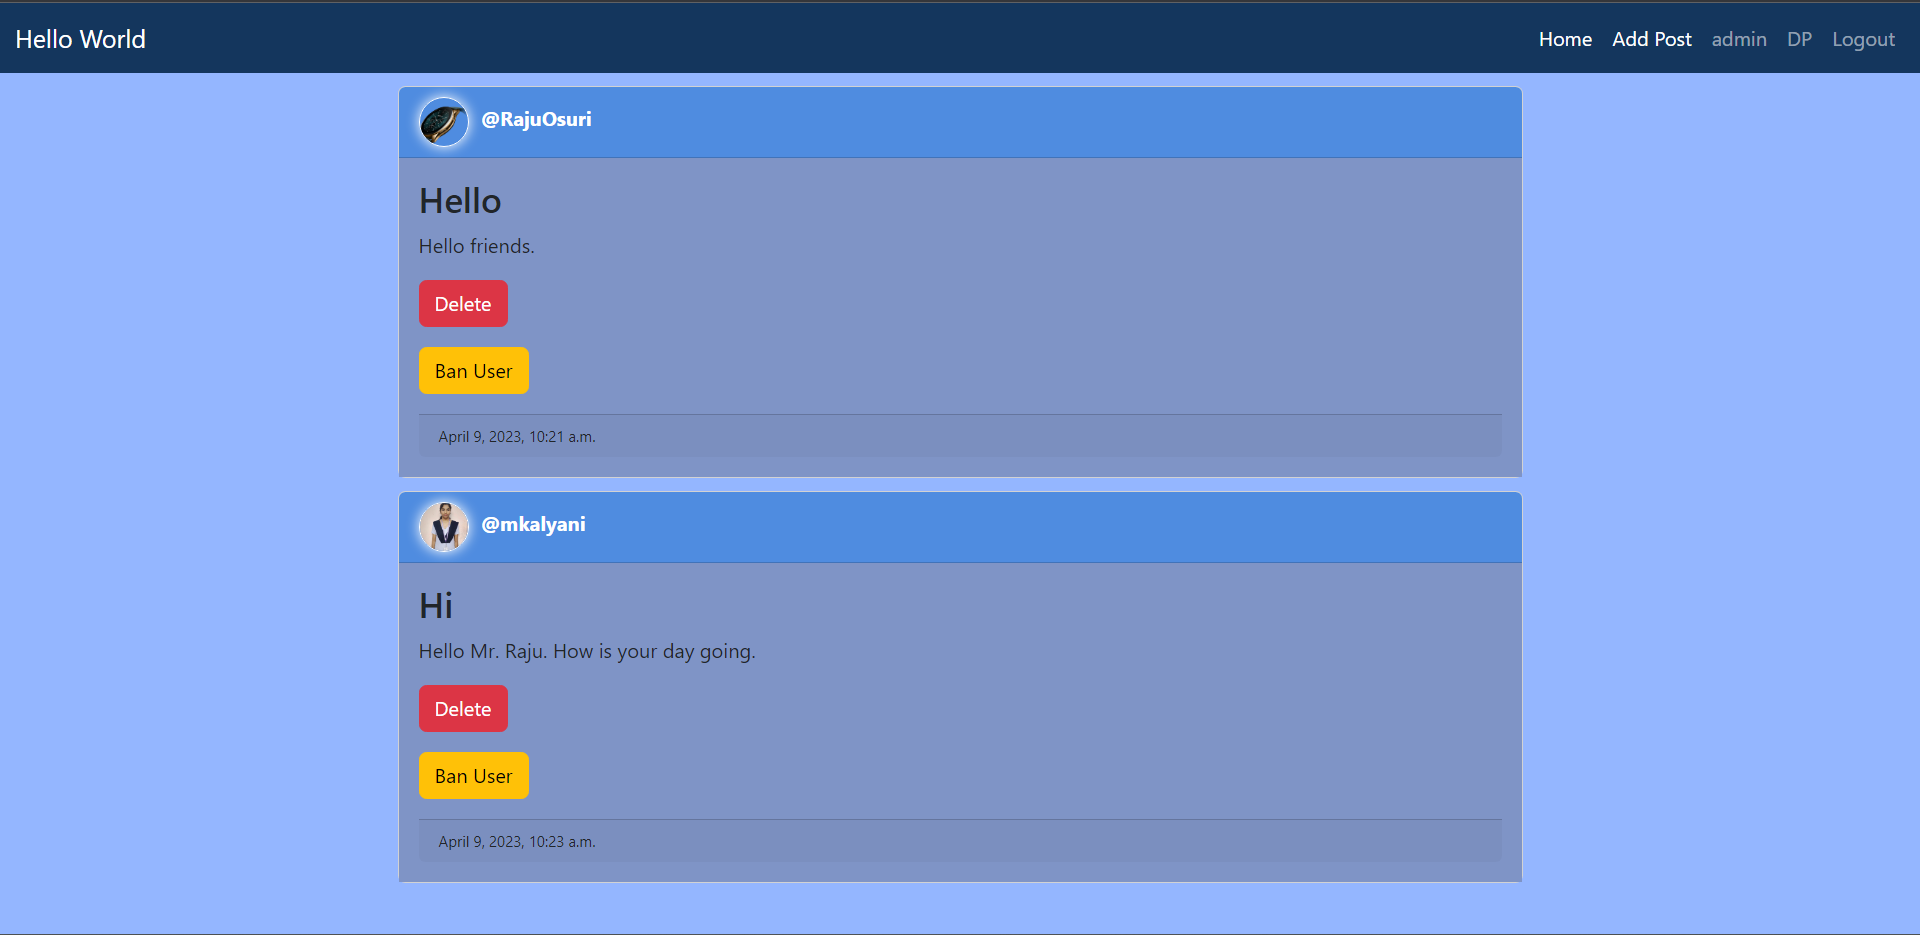 Hello World
Home Add Post admin DP Logout
@RajuOsuri
Hello
Hello friends.
Delete
Ban User
April 9, 2023, 10:21 a.m.
@mkalyani
Hi
Hello Mr. Raju. How is your day going.
Delete
Ban User
April 9, 2023, 10:23 a.m.